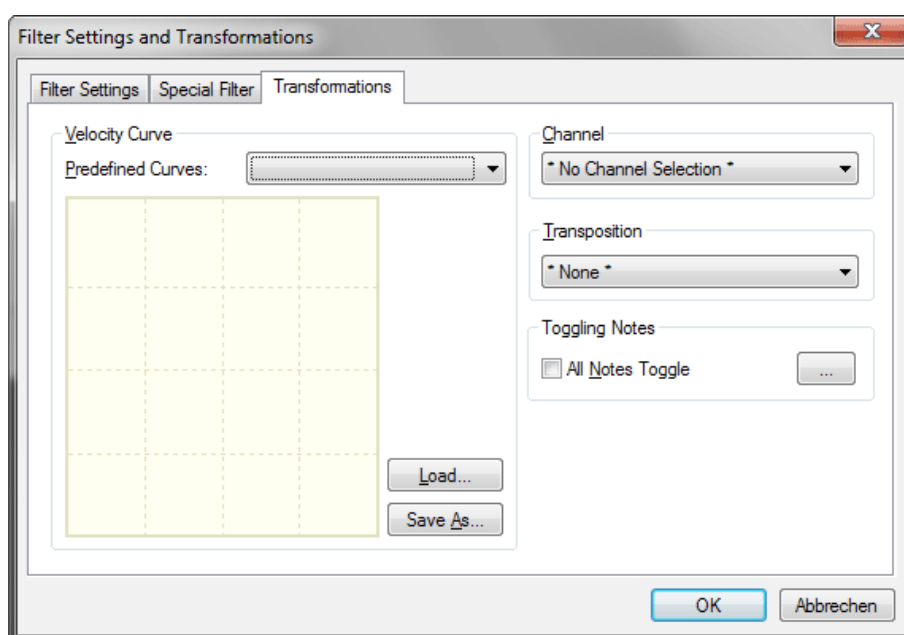 Filter Settings and Transformations
Filter Settings
Special Filter
Transformations
Velocity Curve
Predefined Curves:
Load...
Save As...
Channel
* No Channel Selection *
Transposition
* None *
Toggling Notes
All Notes Toggle
...
OK
Abbrechen